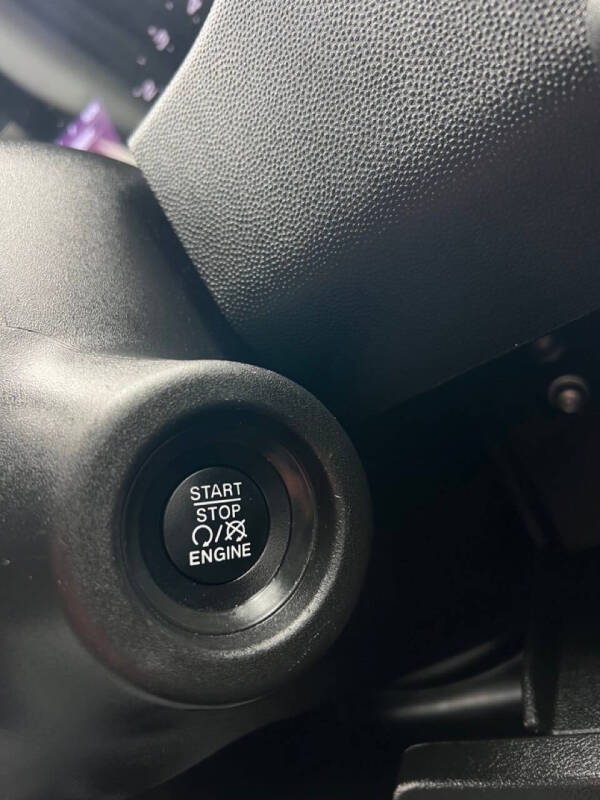 START
STOP
/
ENGINE